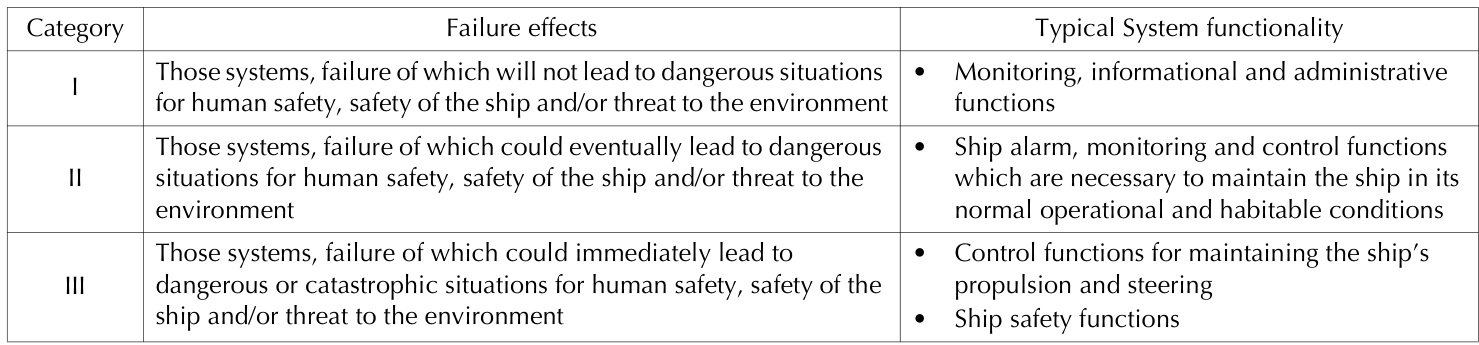 Category Failure effects Typical System functionality
I
Those systems, failure of which will not lead to dangerous situations
for human safety, safety of the ship and/or threat to the environment
• Monitoring, informational and administrative
functions
II
Those systems, failure of which could eventually lead to dangerous
situations for human safety, safety of the ship and/or threat to the
environment
• Ship alarm, monitoring and control functions
which are necessary to maintain the ship in its
normal operational and habitable conditions
III
Those systems, failure of which could immediately lead to
dangerous or catastrophic situations for human safety, safety of the
ship and/or threat to the environment
• Control functions for maintaining the ship’s
propulsion and steering
• Ship safety functions